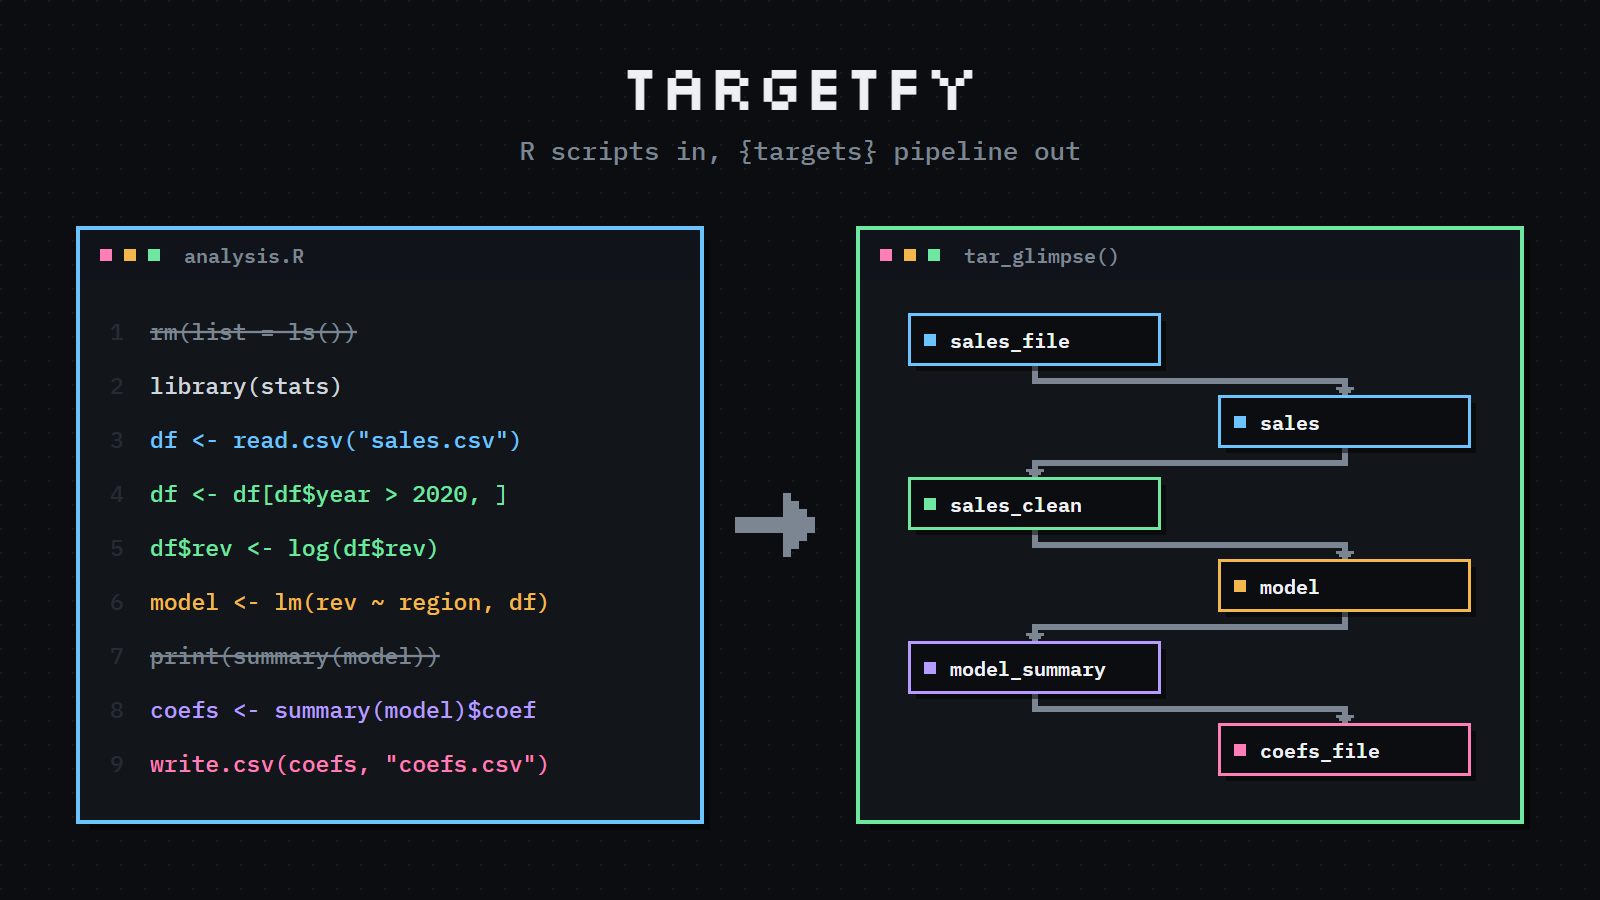 TARGETFY
R scripts in, {targets} pipeline out
analysis.R
1 rm(list = ls())
2 library(stats)
3 df <- read.csv("sales.csv")
4 df <- df[df$year > 2020, ]
5 df$rev <- log(df$rev)
6 model <- lm(rev ~ region, df)
7 print(summary(model))
8 coefs <- summary(model)$coef
9 write.csv(coefs, "coefs.csv")
tar_glimpse()
sales_file
sales
sales_clean
model
model_summary
coefs_file